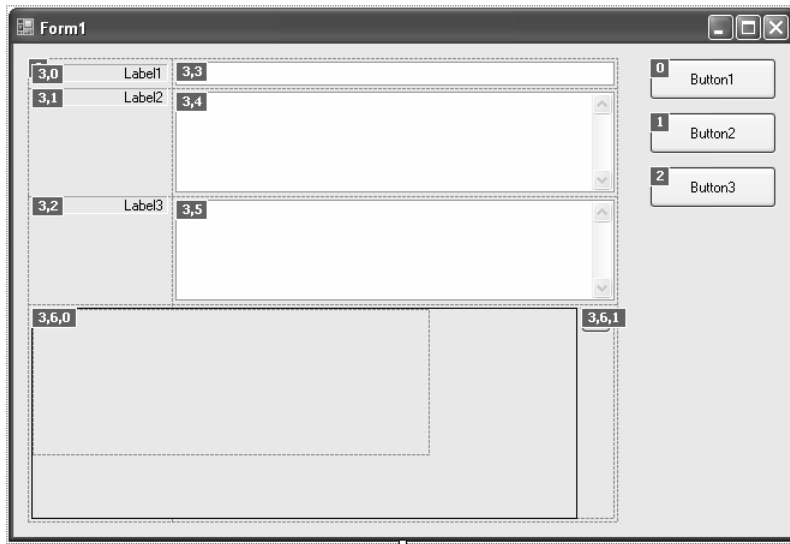 Form1
3,0 Label1 3,3
0 Button1
3,1 Label2 3,4
1 Button2
2 Button3
3,2 Label3 3,5
3,6,0 3,6,1